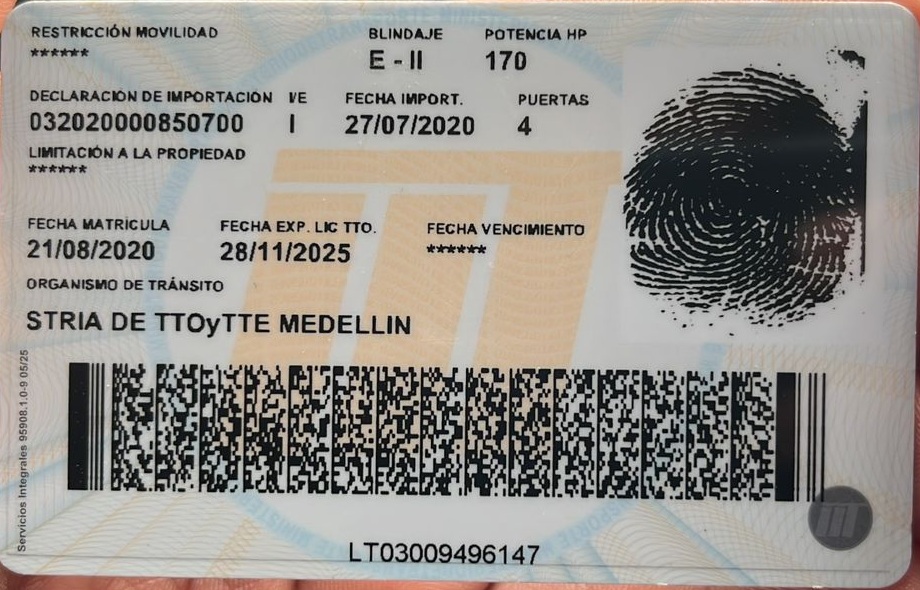 RESTRICCIÓN MOVILIDAD BLINDAJE POTENCIA HP
****** E - II 170
DECLARACIÓN DE IMPORTACIÓN I/E FECHA IMPORT. PUERTAS
032020000850700 I 27/07/2020 4
LIMITACIÓN A LA PROPIEDAD
******
FECHA MATRICULA FECHA EXP. LIC TTO. FECHA VENCIMIENTO
21/08/2020 28/11/2025 ******
ORGANISMO DE TRÁNSITO
STRIA DE TTOyTTE MEDELLIN
Servicios Integrales 95908.1.0-9 05/25
LT03009496147